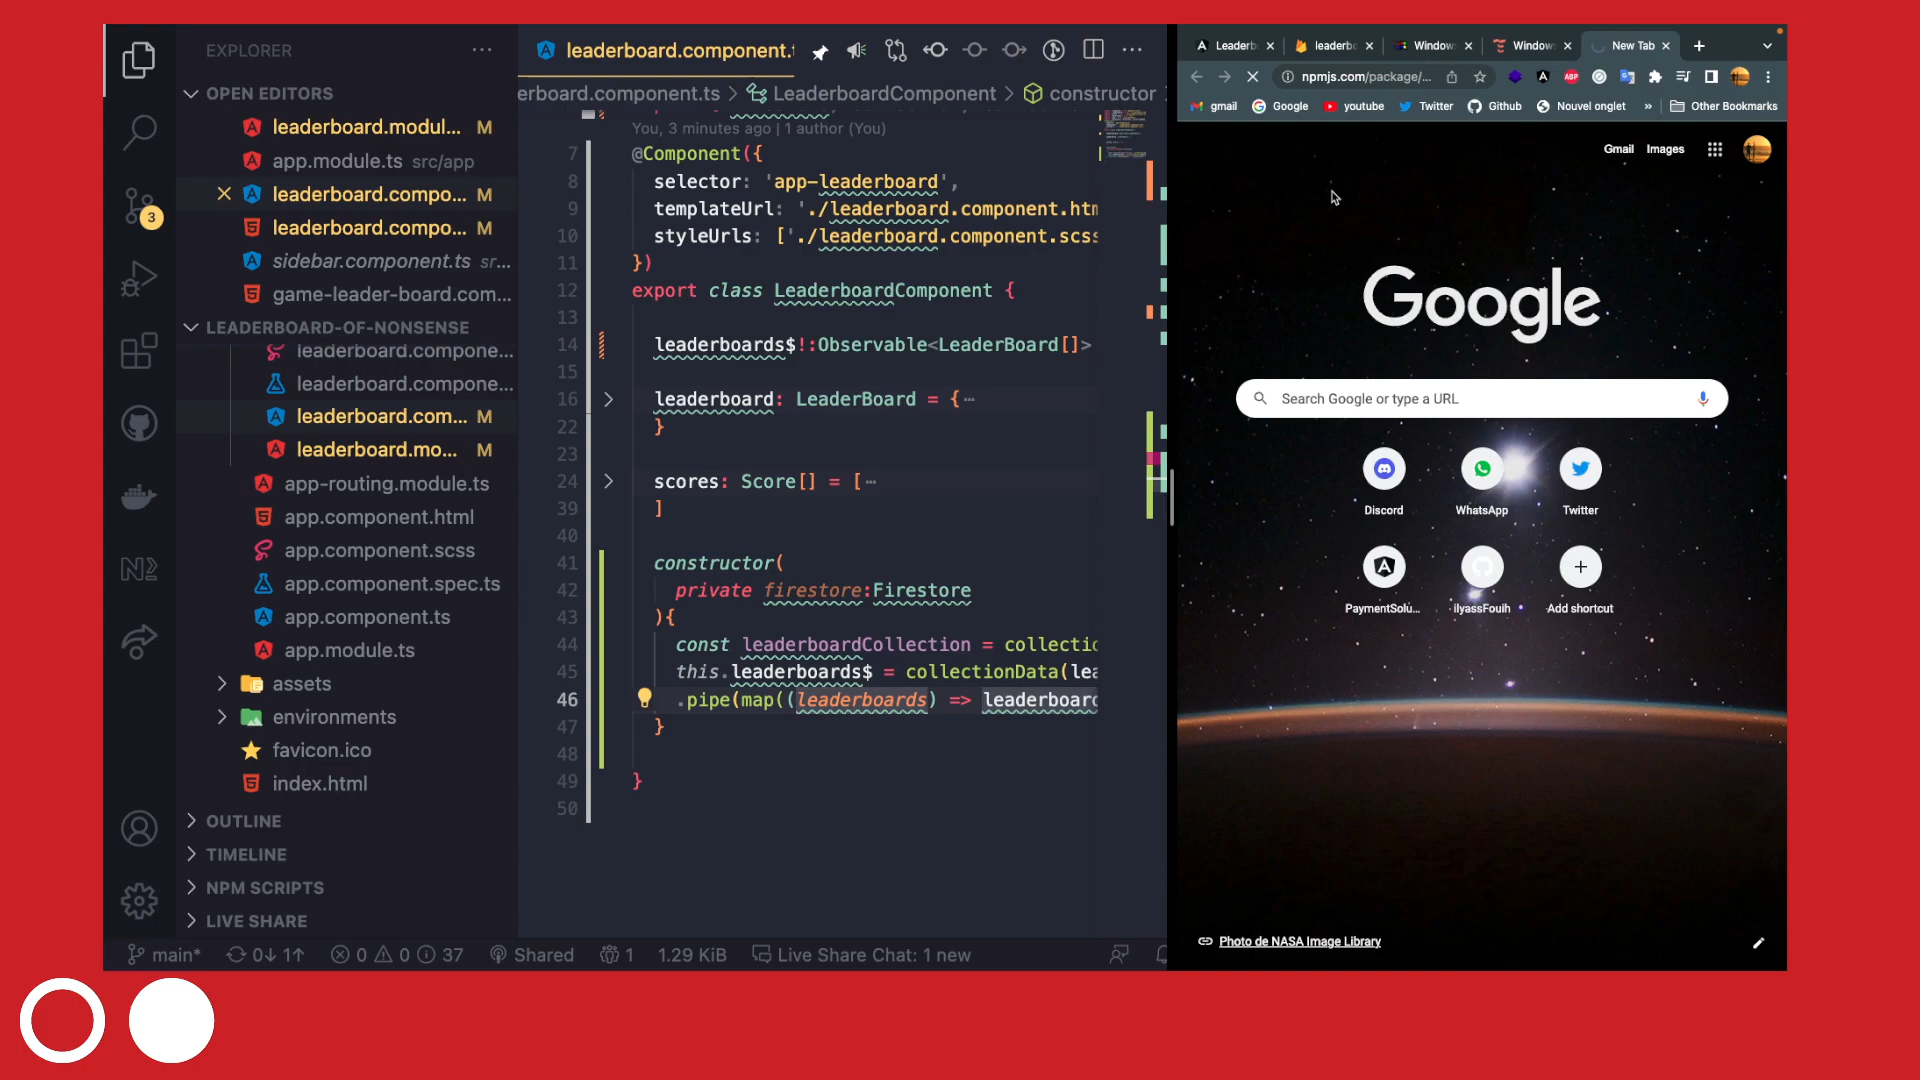 EXPLORER
OPEN EDITORS
leaderboard.modul... M
app.module.ts src/app
leaderboard.compo... M
leaderboard.compo... M
sidebar.component.ts sr...
game-leader-board.com...
LEADERBOARD-OF-NONSENSE
leaderboard.compone...
leaderboard.compone...
leaderboard.com... M
leaderboard.mo... M
app-routing.module.ts
app.component.html
app.component.scss
app.component.spec.ts
app.component.ts
app.module.ts
assets
environments
favicon.ico
index.html
OUTLINE
TIMELINE
NPM SCRIPTS
LIVE SHARE
3
leaderboard.component.t
erboard.component.ts > LeaderboardComponent > constructor
You, 3 minutes ago | 1 author (You)
7 @Component({
8 selector: 'app-leaderboard',
9 templateUrl: './leaderboard.component.htm
10 styleUrls: ['./leaderboard.component.scss
11 })
12 export class LeaderboardComponent {
13
14 leaderboards$!:Observable<LeaderBoard[]>
15
16 leaderboard: LeaderBoard = {…
22 }
23
24 scores: Score[] = […
39 ]
40
41 constructor(
42 private firestore:Firestore
43 ){
44 const leaderboardCollection = collectio
45 this.leaderboards$ = collectionData(lea
46 .pipe(map((leaderboards) => leaderboard
47 }
48
49 }
50
main* 0↓ 1↑ 0 0 37 Shared 1 1.29 KiB Live Share Chat: 1 new
Leaderb leaderbo Window Window New Tab
npmjs.com/package/...
ABP
gmail Google youtube Twitter Github Nouvel onglet » Other Bookmarks
Gmail Images
Google
Search Google or type a URL
Discord WhatsApp Twitter
PaymentSolu... ilyassFouih Add shortcut
Photo de NASA Image Library